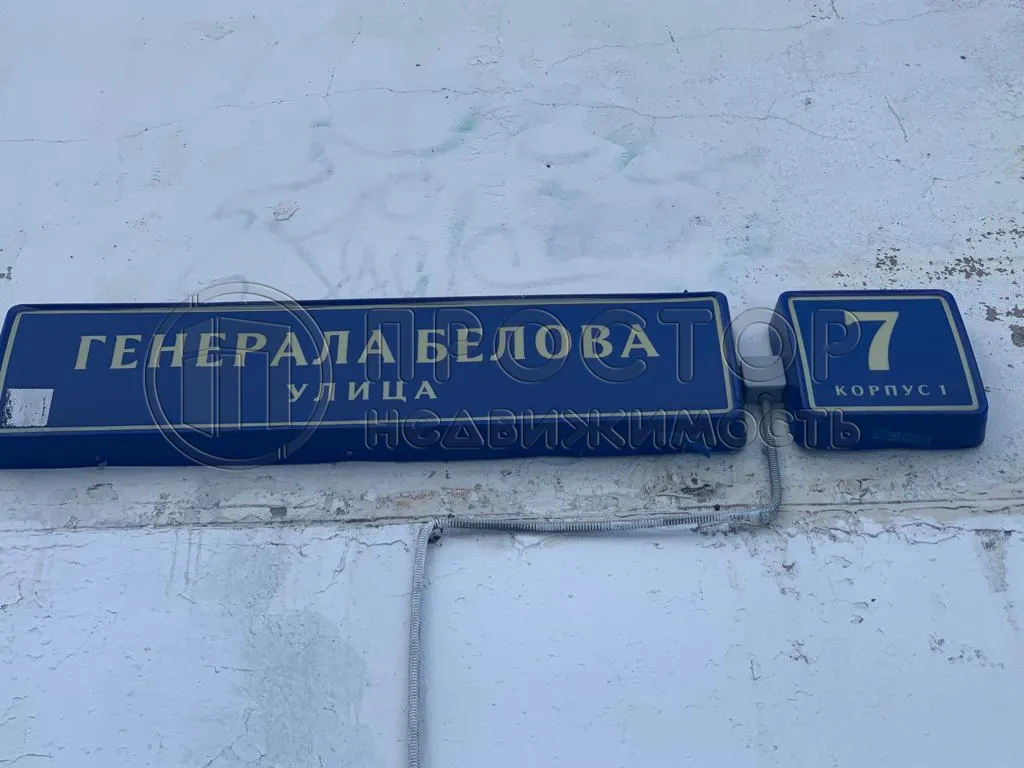 ГЕНЕРАЛА БЕЛОВА
УЛИЦА
7
КОРПУС 1
ПРОСТОР
НЕДВИЖИМОСТЬ